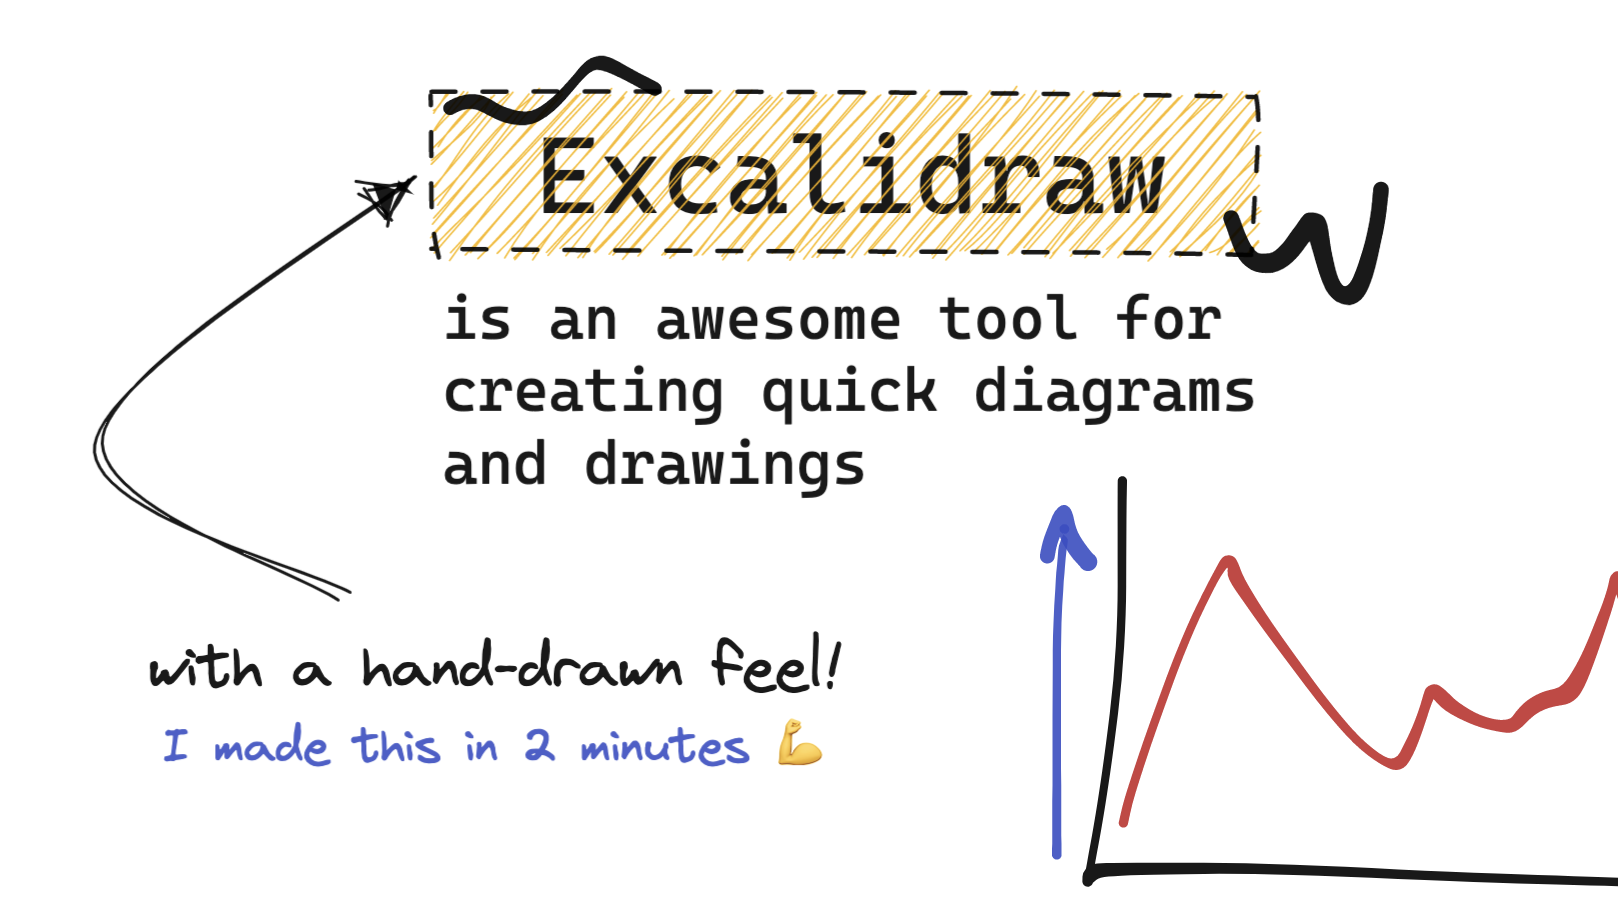 Excalidraw
is an awesome tool for
creating quick diagrams
and drawings
with a hand-drawn feel!
I made this in 2 minutes 💪